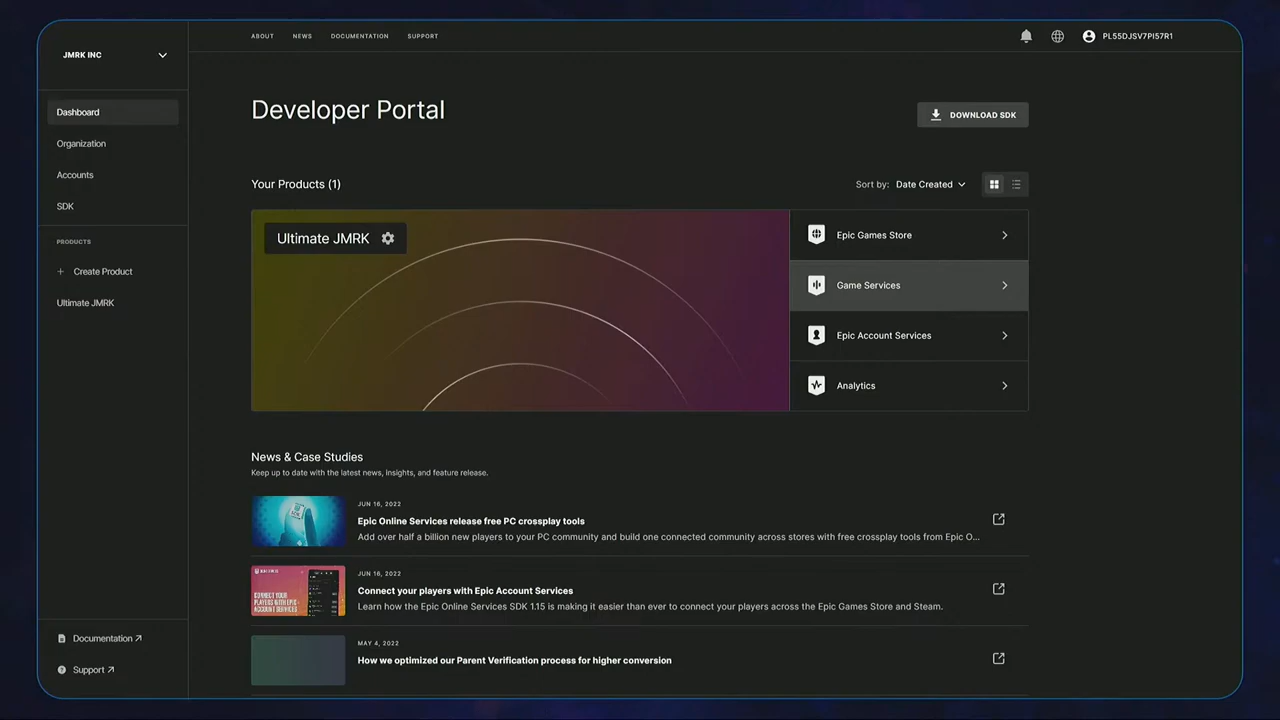 JMRK INC
ABOUT NEWS DOCUMENTATION SUPPORT
PL55DJSV7PI57R1
Dashboard
Organization
Accounts
SDK
PRODUCTS
+ Create Product
Ultimate JMRK
Documentation
Support
Developer Portal
DOWNLOAD SDK
Your Products (1)
Sort by: Date Created
Ultimate JMRK
Epic Games Store
Game Services
Epic Account Services
Analytics
News & Case Studies
Keep up to date with the latest news, insights, and feature release.
JUN 16, 2022
Epic Online Services release free PC crossplay tools
Add over half a billion new players to your PC community and build one connected community across stores with free crossplay tools from Epic O...
CONNECT YOUR
PLAYERS WITH EPIC
ACCOUNT SERVICES
JUN 16, 2022
Connect your players with Epic Account Services
Learn how the Epic Online Services SDK 1.15 is making it easier than ever to connect your players across the Epic Games Store and Steam.
MAY 4, 2022
How we optimized our Parent Verification process for higher conversion